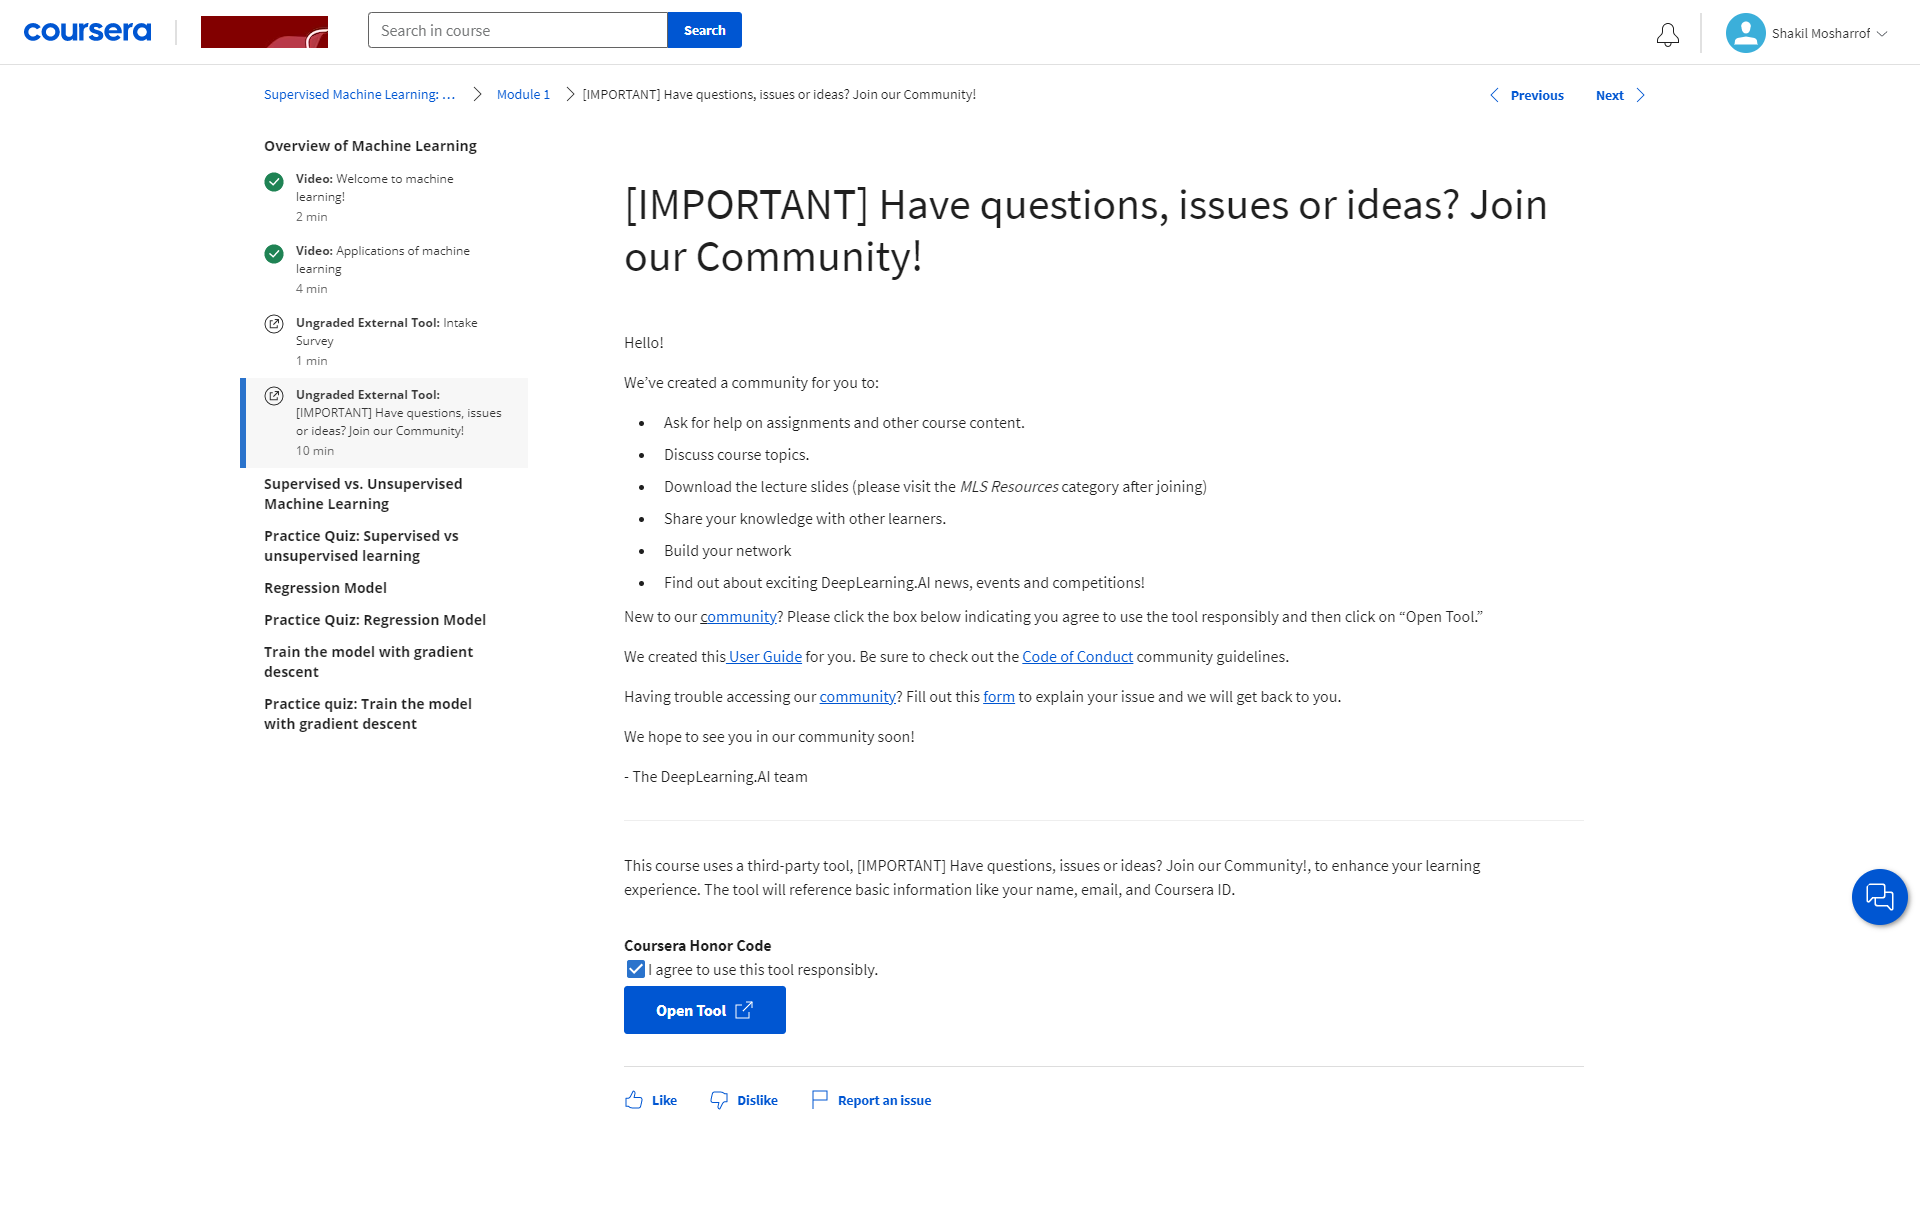 coursera
Search in course
Search
Shakil Mosharrof
Supervised Machine Learning: ...
Module 1
[IMPORTANT] Have questions, issues or ideas? Join our Community!
Previous
Next
Overview of Machine Learning
Video: Welcome to machine
learning!
2 min
Video: Applications of machine
learning
4 min
Ungraded External Tool: Intake
Survey
1 min
Ungraded External Tool:
[IMPORTANT] Have questions, issues
or ideas? Join our Community!
10 min
Supervised vs. Unsupervised
Machine Learning
Practice Quiz: Supervised vs
unsupervised learning
Regression Model
Practice Quiz: Regression Model
Train the model with gradient
descent
Practice quiz: Train the model
with gradient descent
[IMPORTANT] Have questions, issues or ideas? Join
our Community!
Hello!
We’ve created a community for you to:
• Ask for help on assignments and other course content.
• Discuss course topics.
• Download the lecture slides (please visit the MLS Resources category after joining)
• Share your knowledge with other learners.
• Build your network
• Find out about exciting DeepLearning.AI news, events and competitions!
New to our community? Please click the box below indicating you agree to use the tool responsibly and then click on “Open Tool.”
We created this User Guide for you. Be sure to check out the Code of Conduct community guidelines.
Having trouble accessing our community? Fill out this form to explain your issue and we will get back to you.
We hope to see you in our community soon!
- The DeepLearning.AI team
This course uses a third-party tool, [IMPORTANT] Have questions, issues or ideas? Join our Community!, to enhance your learning
experience. The tool will reference basic information like your name, email, and Coursera ID.
Coursera Honor Code
I agree to use this tool responsibly.
Open Tool
Like
Dislike
Report an issue